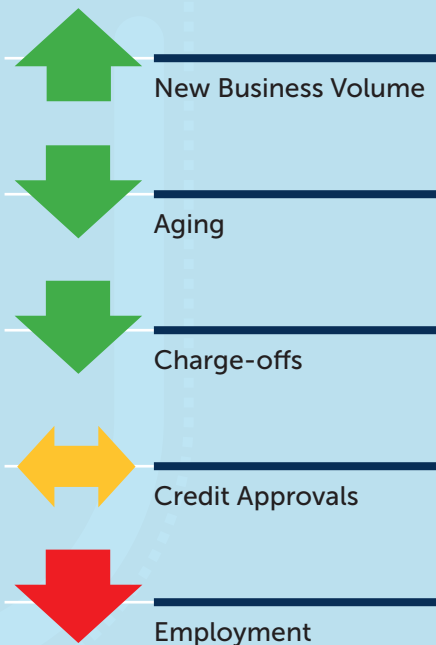 New Business Volume
Aging
Charge-offs
Credit Approvals
Employment